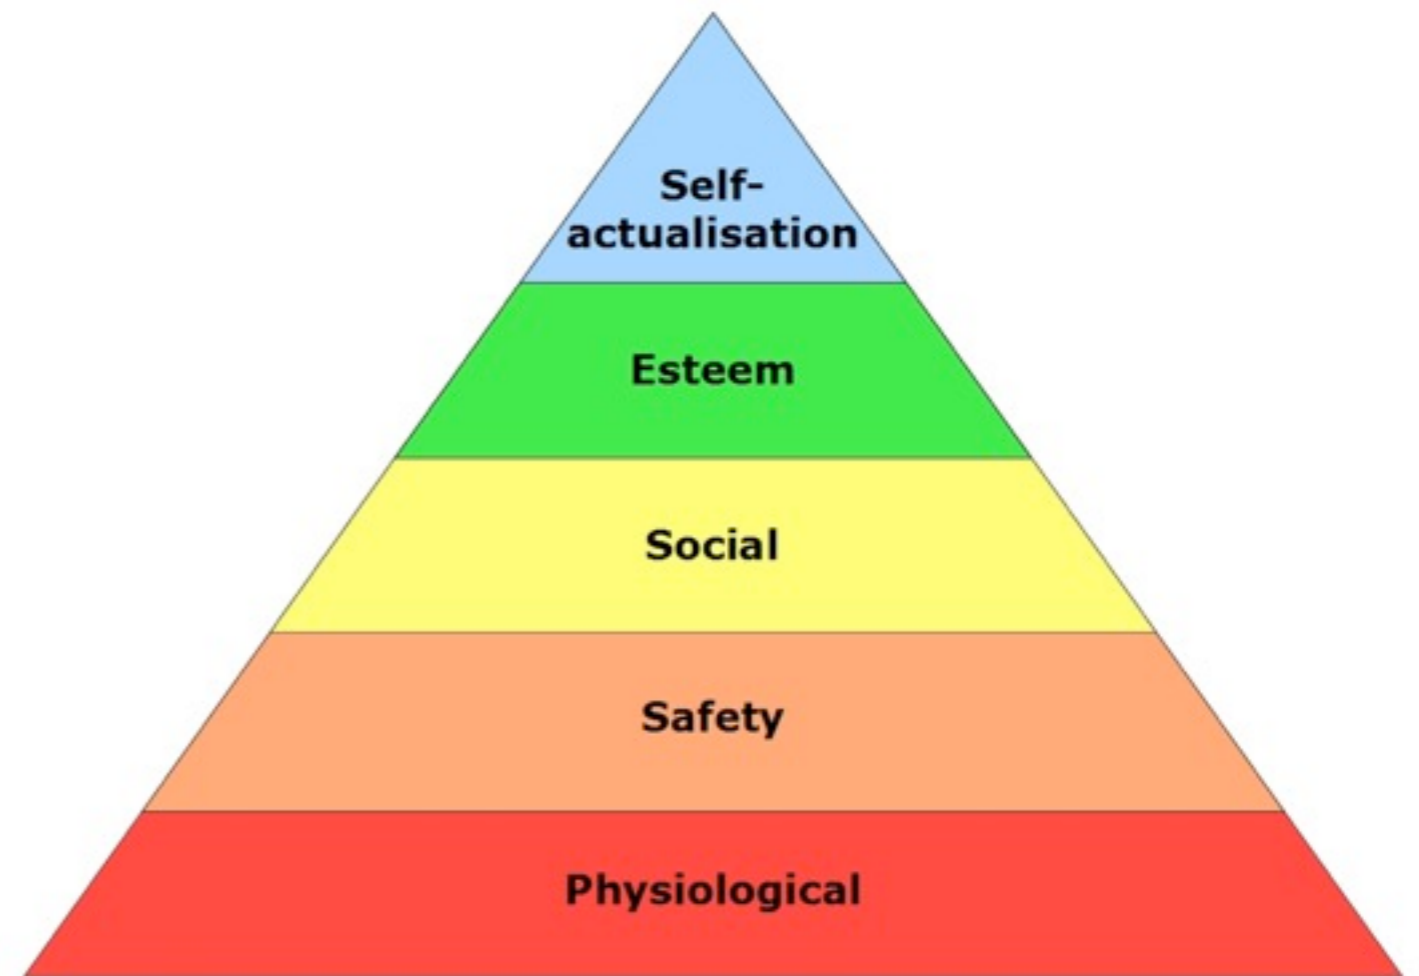 Self-
actualisation
Esteem
Social
Safety
Physiological